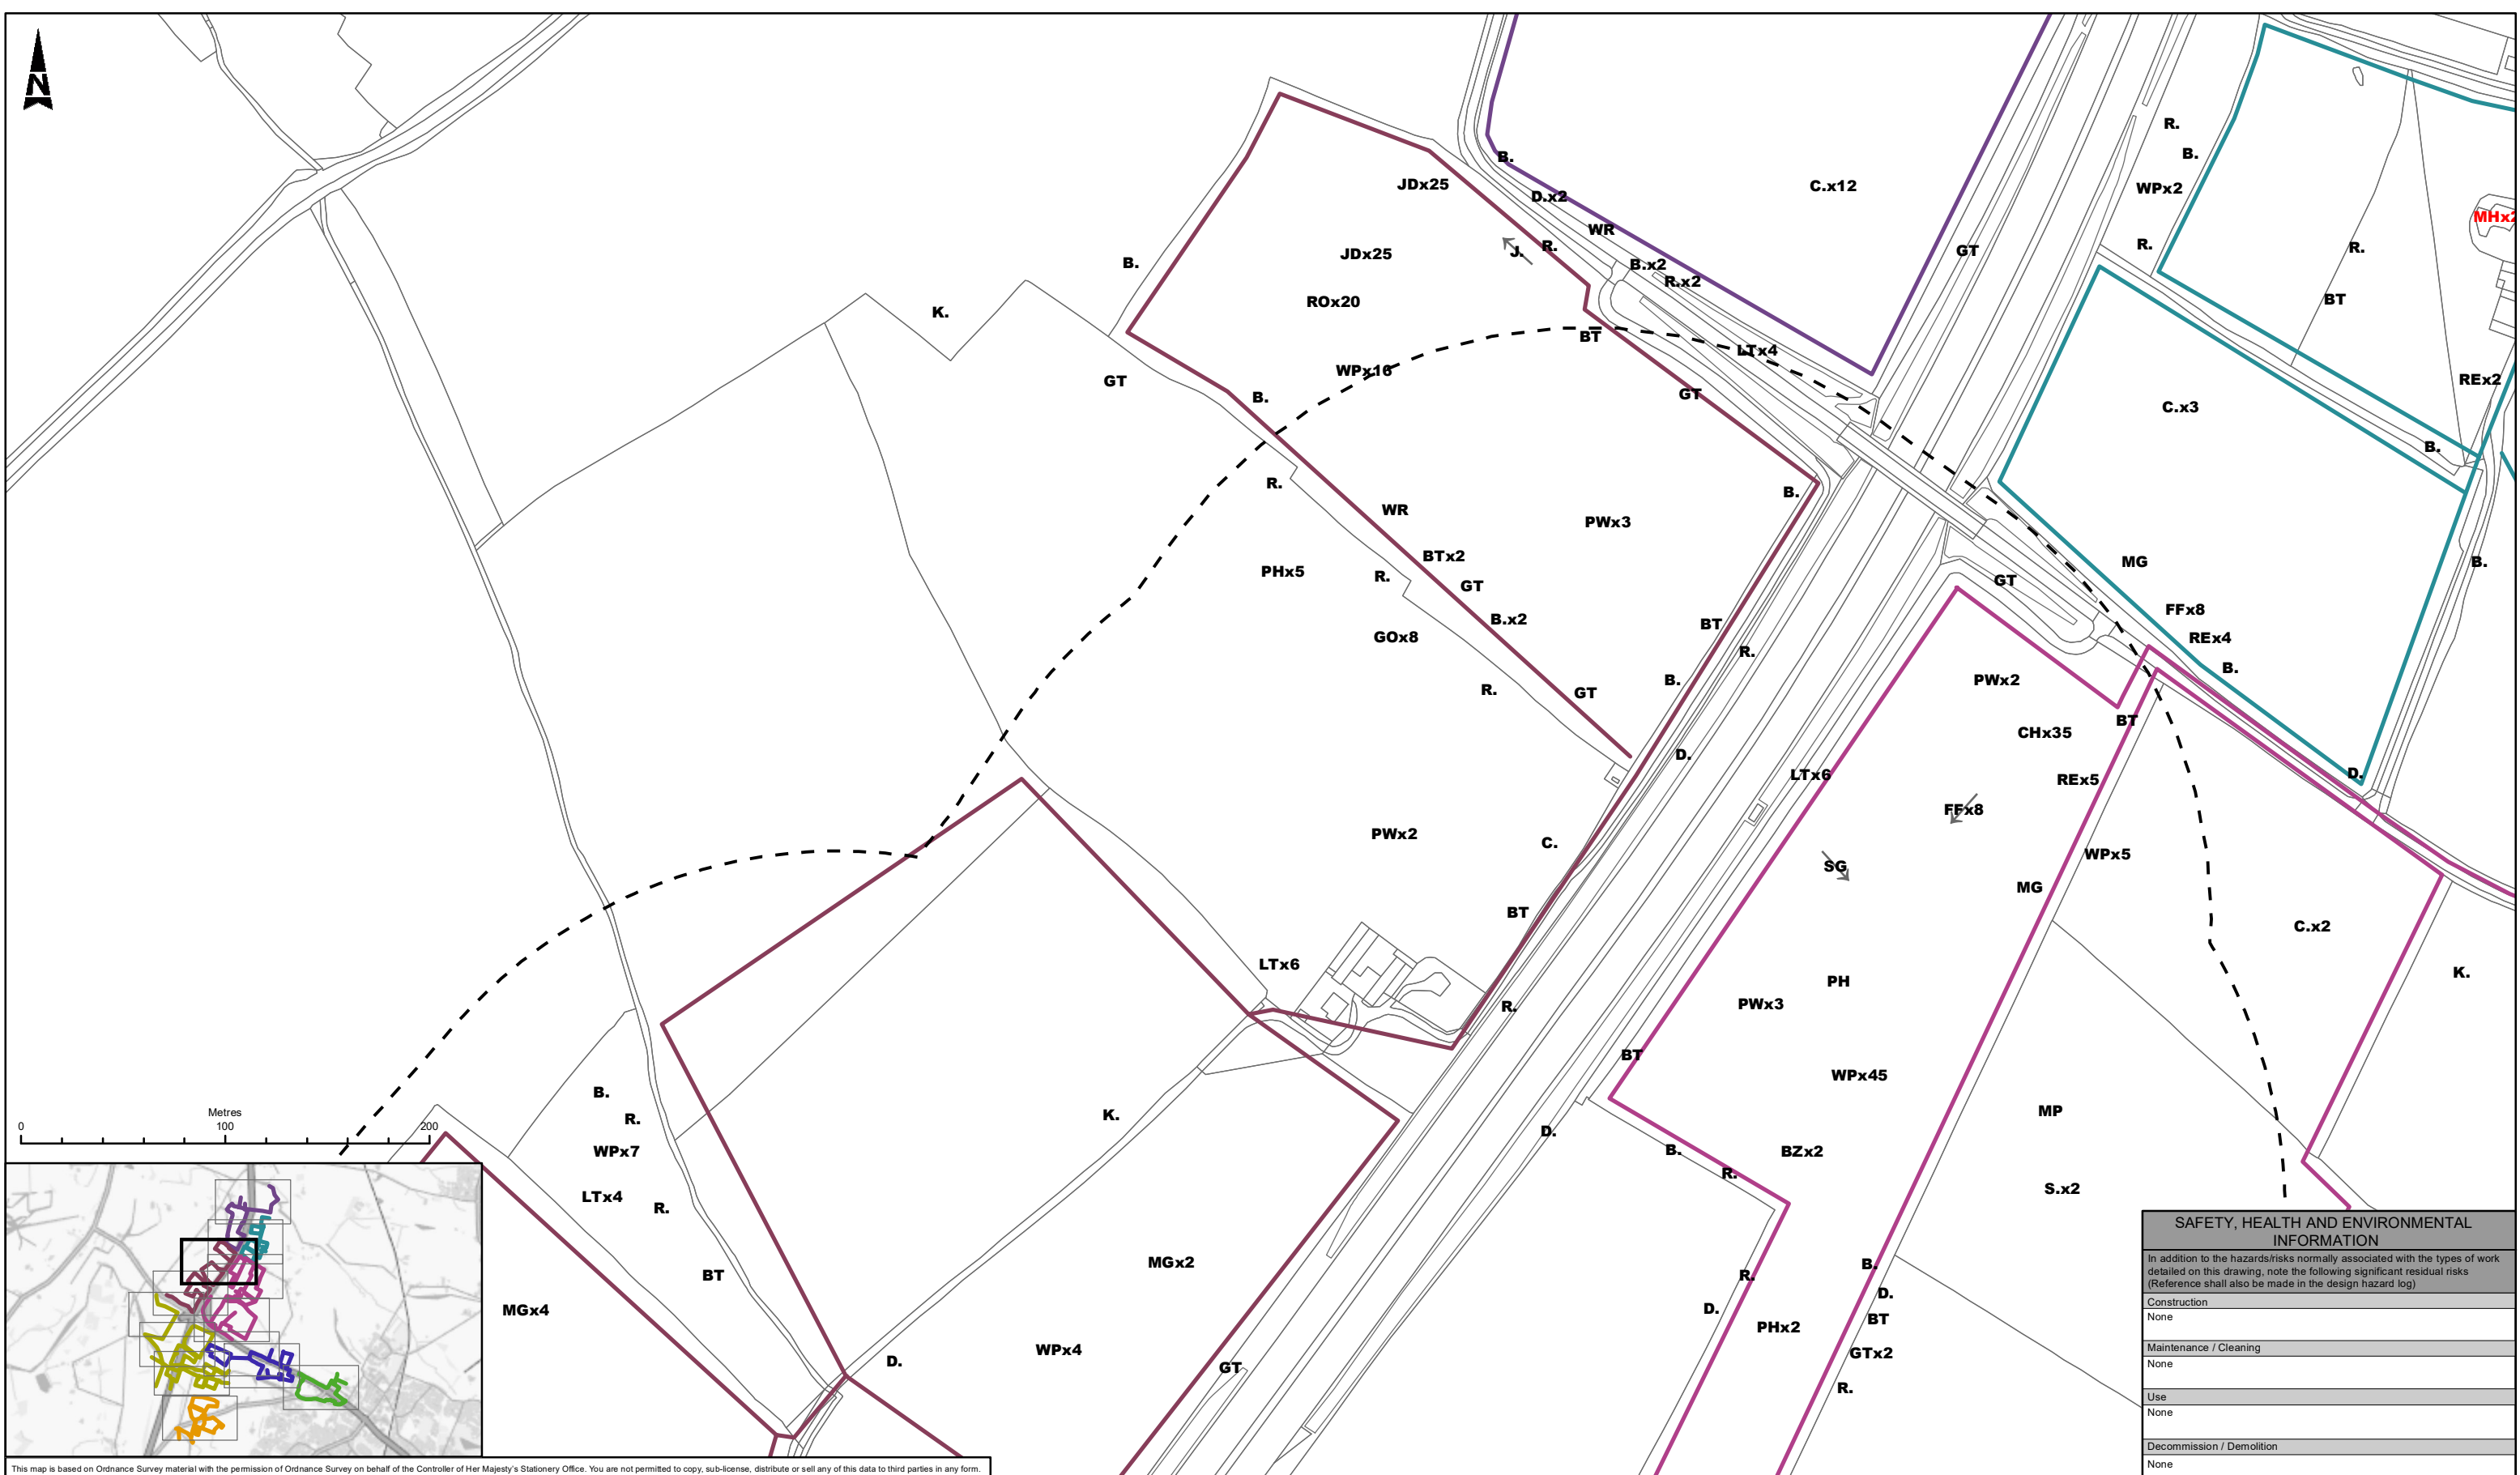 N
R.
B.
B.
JDx25
C.x12
WPx2
D.x2
MHx2
WR
R.
J.
R.
GT
R.
JDx25
B.
B.x2
R.x2
ROx20
BT
K.
BT
LTx4
WPx16
GT
REx2
GT
B.
C.x3
B.
R.
B.
WR
PWx3
BTx2
MG
B.
PHx5
R.
GT
GT
FFx8
B.x2
BT
GOx8
REx4
R.
B.
B.
PWx2
R.
GT
BT
CHx35
D.
D.
LTx6
REx5
FFx8
PWx2
C.
WPx5
SG
MG
BT
C.x2
LTx6
K.
PH
R.
PWx3
BT
WPx45
B.
K.
MP
R.
D.
B.
WPx7
BZx2
R.
LTx4
S.x2
R.
MGx2
B.
BT
R.
D.
MGx4
D.
BT
PHx2
WPx4
GTx2
D.
GT
R.
Metres
0 100 200
SAFETY, HEALTH AND ENVIRONMENTAL
INFORMATION
In addition to the hazards/risks normally associated with the types of work
detailed on this drawing, note the following significant residual risks
(Reference shall also be made in the design hazard log)
Construction
None
Maintenance / Cleaning
None
Use
None
Decommission / Demolition
None
This map is based on Ordnance Survey material with the permission of Ordnance Survey on behalf of the Controller of Her Majesty's Stationery Office. You are not permitted to copy, sub-license, distribute or sell any of this data to third parties in any form.